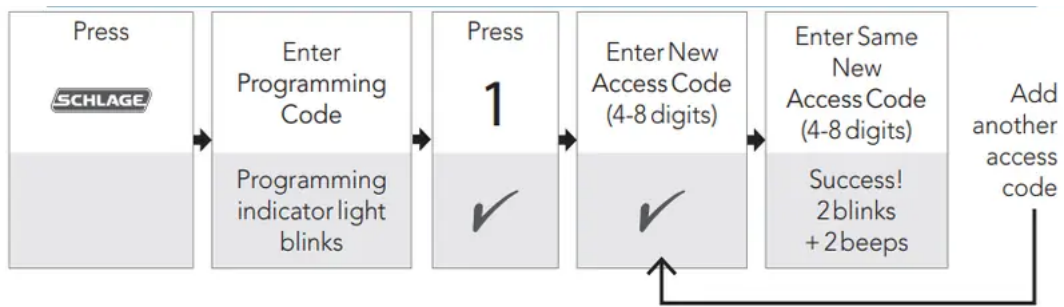 Press
SCHLAGE
Enter
Programming
Code
Programming
indicator light
blinks
Press
1
Enter New
Access Code
(4-8 digits)
Enter Same
New
Access Code
(4-8 digits)
Success!
2 blinks
+ 2 beeps
Add
another
access
code